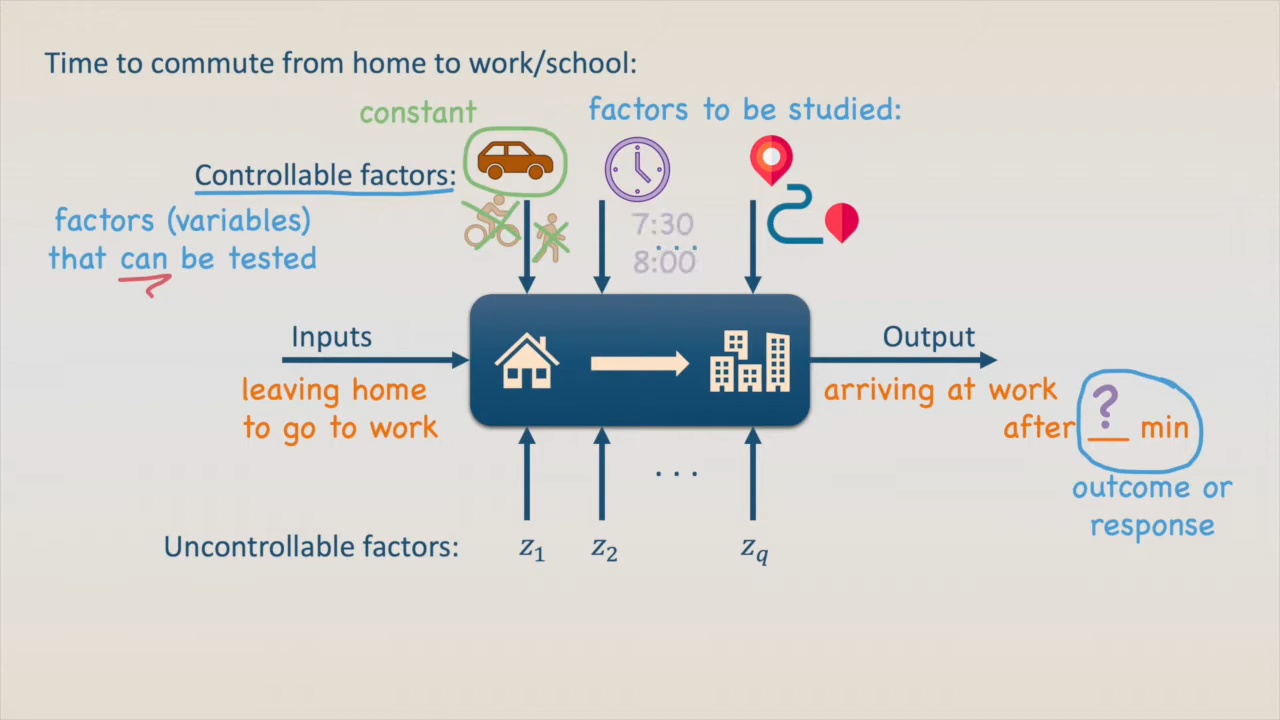 Time to commute from home to work/school:
constant
factors to be studied:
Controllable factors:
factors (variables)
that can be tested
7:30
...
8:00
Inputs
Output
leaving home
to go to work
arriving at work
after ? __ min
outcome or
response
...
Uncontrollable factors: z₁ z₂ z_q